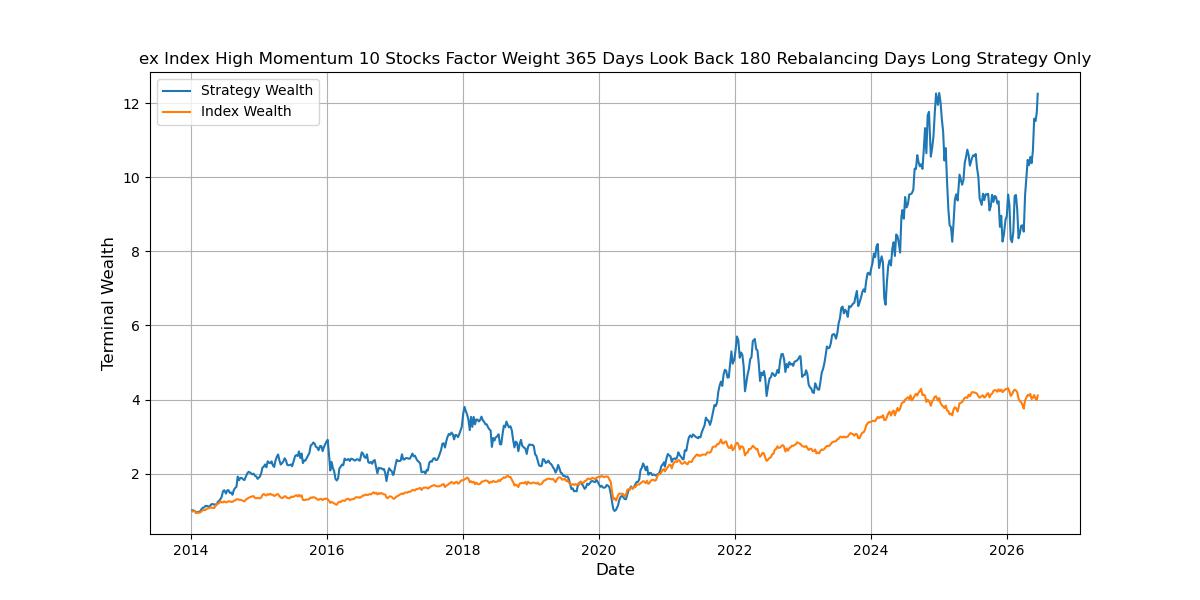 ex Index High Momentum 10 Stocks Factor Weight 365 Days Look Back 180 Rebalancing Days Long Strategy Only
Strategy Wealth
Index Wealth
Terminal Wealth
12
10
8
6
4
2
2014
2016
2018
2020
2022
2024
2026
Date